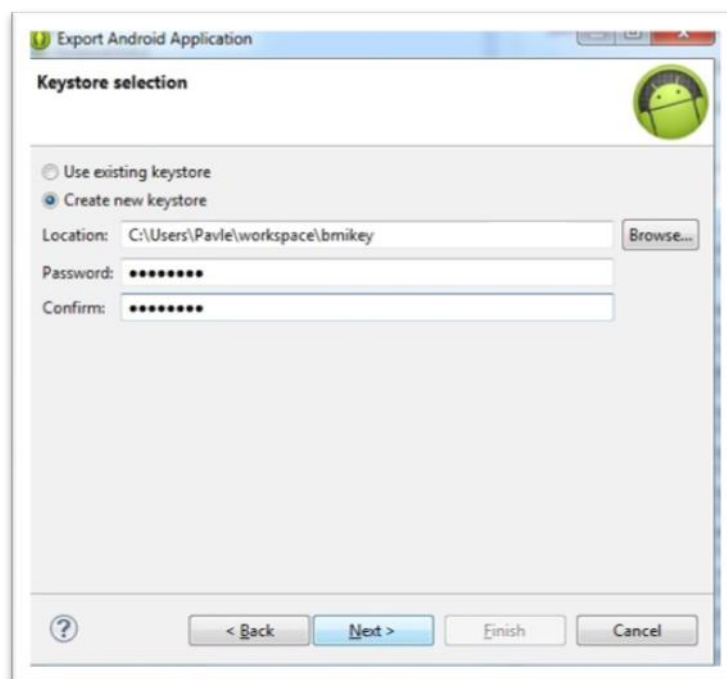 Export Android Application
Keystore selection
Use existing keystore
Create new keystore
Location: C:\Users\Pavle\workspace\bmikey Browse...
Password: ●●●●●●●●
Confirm: ●●●●●●●●
? < Back Next > Finish Cancel